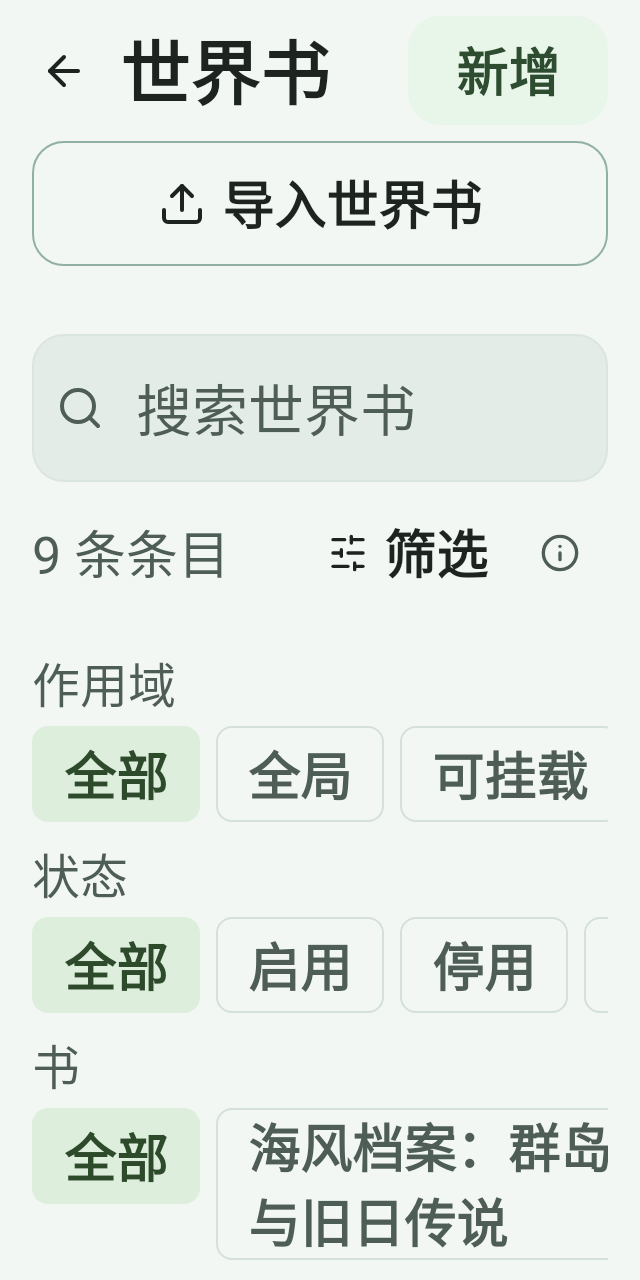 世界书
新增
导入世界书
搜索世界书
9 条条目
筛选
作用域
全部
全局
可挂载
状态
全部
启用
停用
书
全部
海风档案：群岛
与旧日传说